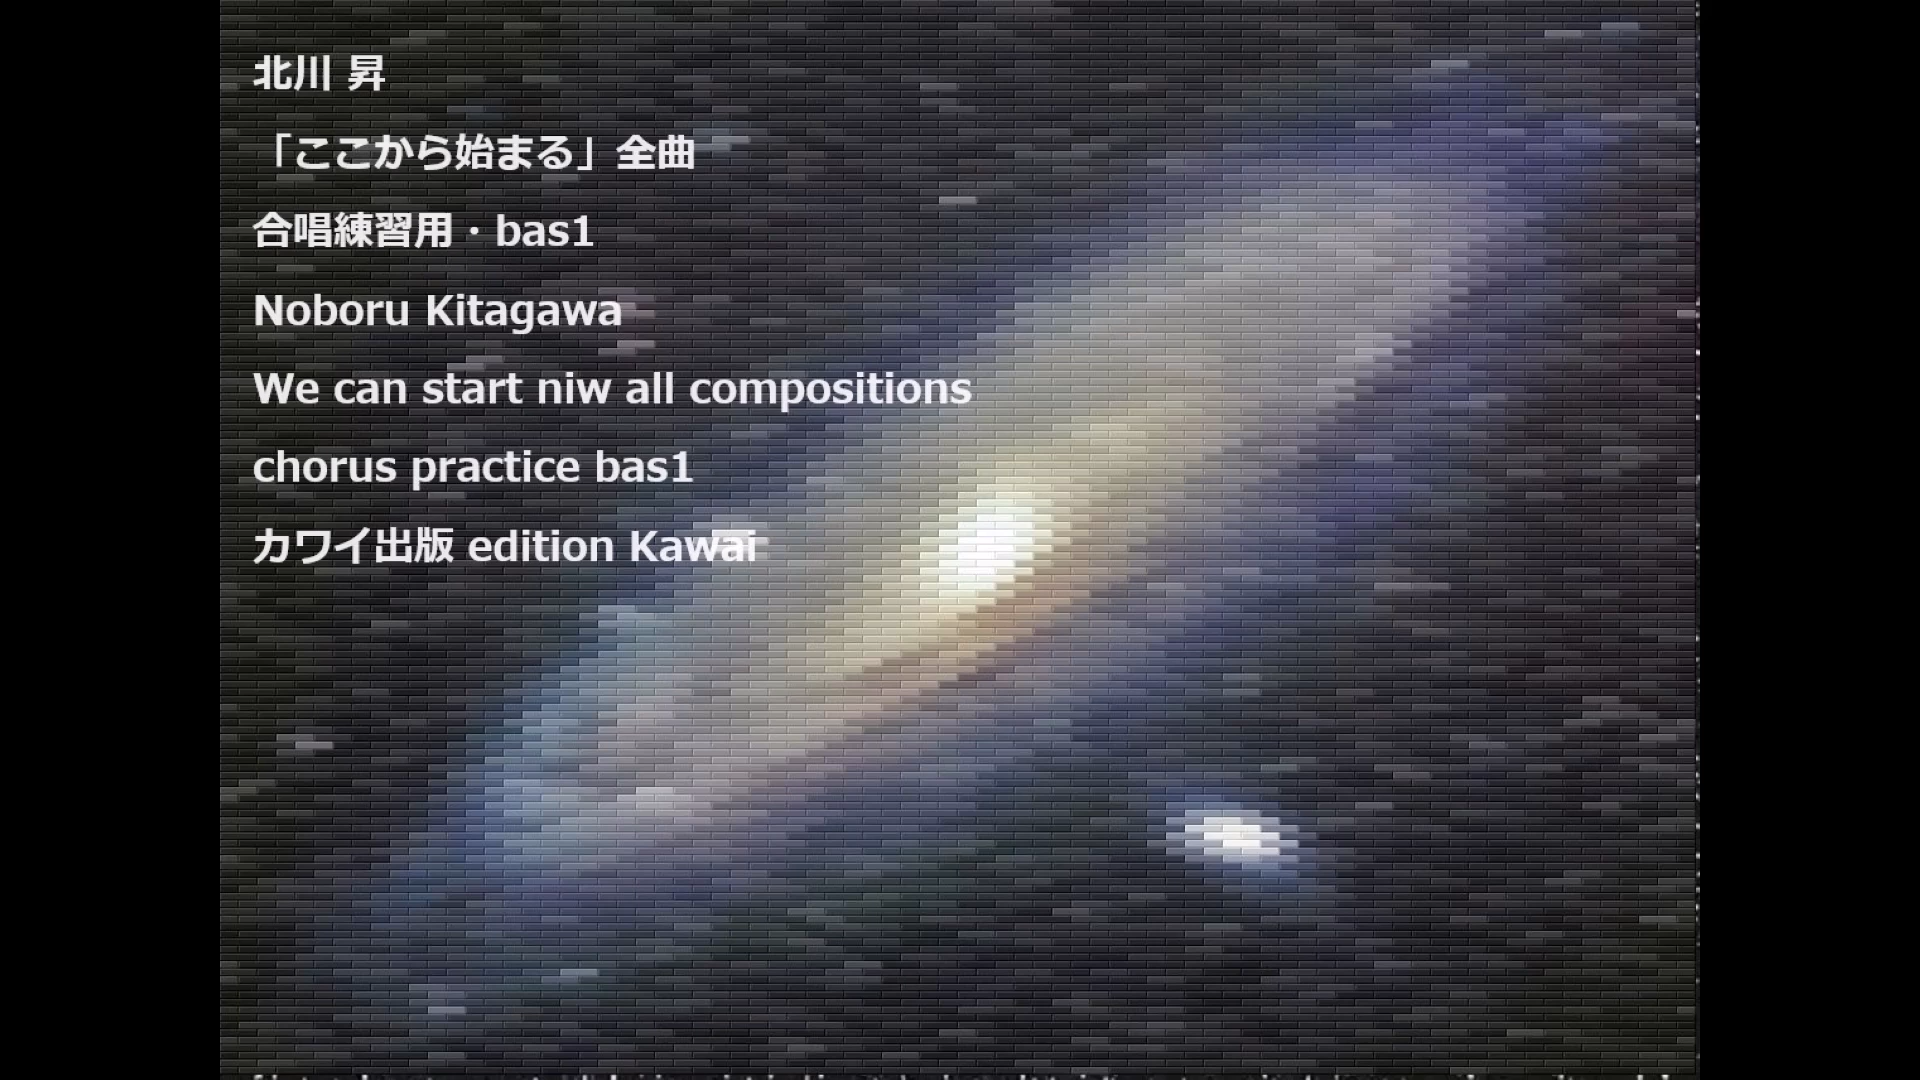 北川 昇
「ここから始まる」全曲
合唱練習用・bas1
Noboru Kitagawa
We can start niw all compositions
chorus practice bas1
カワイ出版 edition Kawai